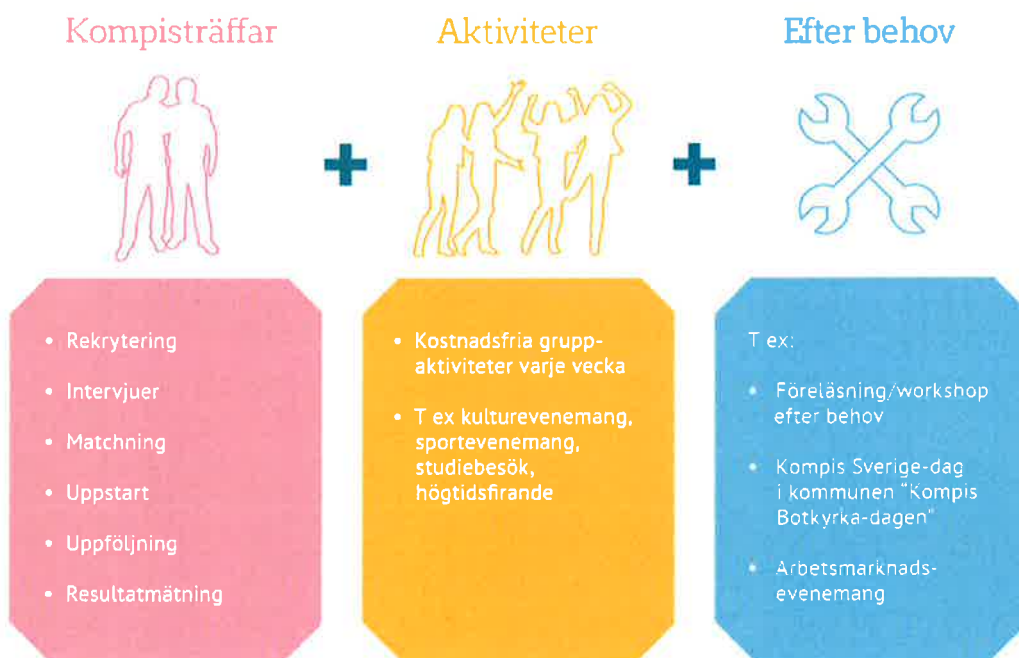 Kompisträffar
• Rekrytering
• Intervjuer
• Matchning
• Uppstart
• Uppföljning
• Resultatmätning
Aktiviteter
• Kostnadsfria grupp-
aktiviteter varje vecka
• T ex kulturevenemang,
sportevenemang,
studiebesök,
högtidsfirande
Efter behov
T ex:
• Föreläsning/workshop
efter behov
• Kompis Sverige-dag
i kommunen "Kompis
Botkyrka-dagen"
• Arbetsmarknads-
evenemang